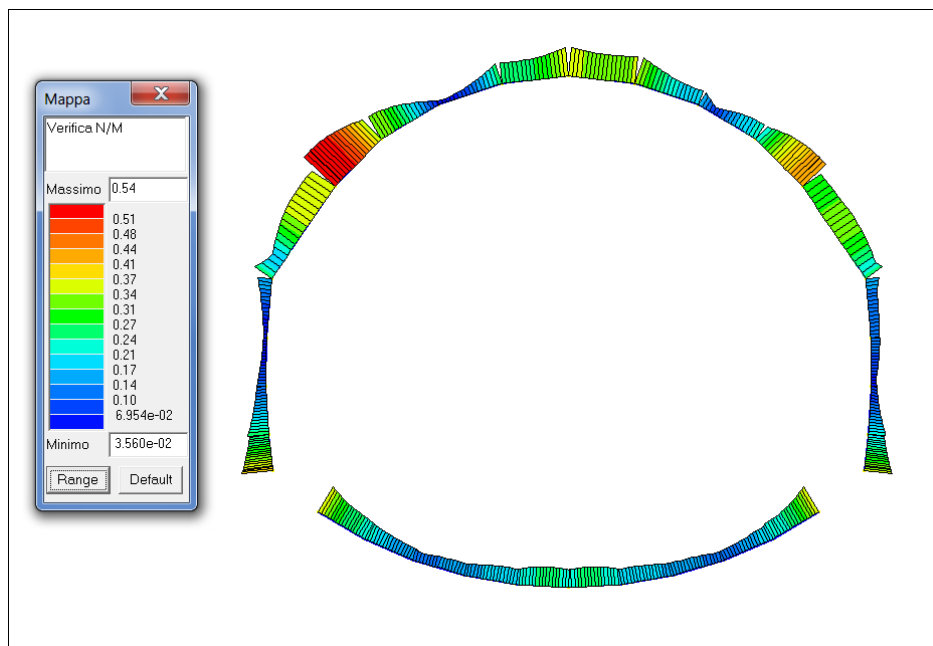 Mappa
Verifica N/M
Massimo 0.54
0.51
0.48
0.44
0.41
0.37
0.34
0.31
0.27
0.24
0.21
0.17
0.14
0.10
6.954e-02
Minimo 3.560e-02
Range Default